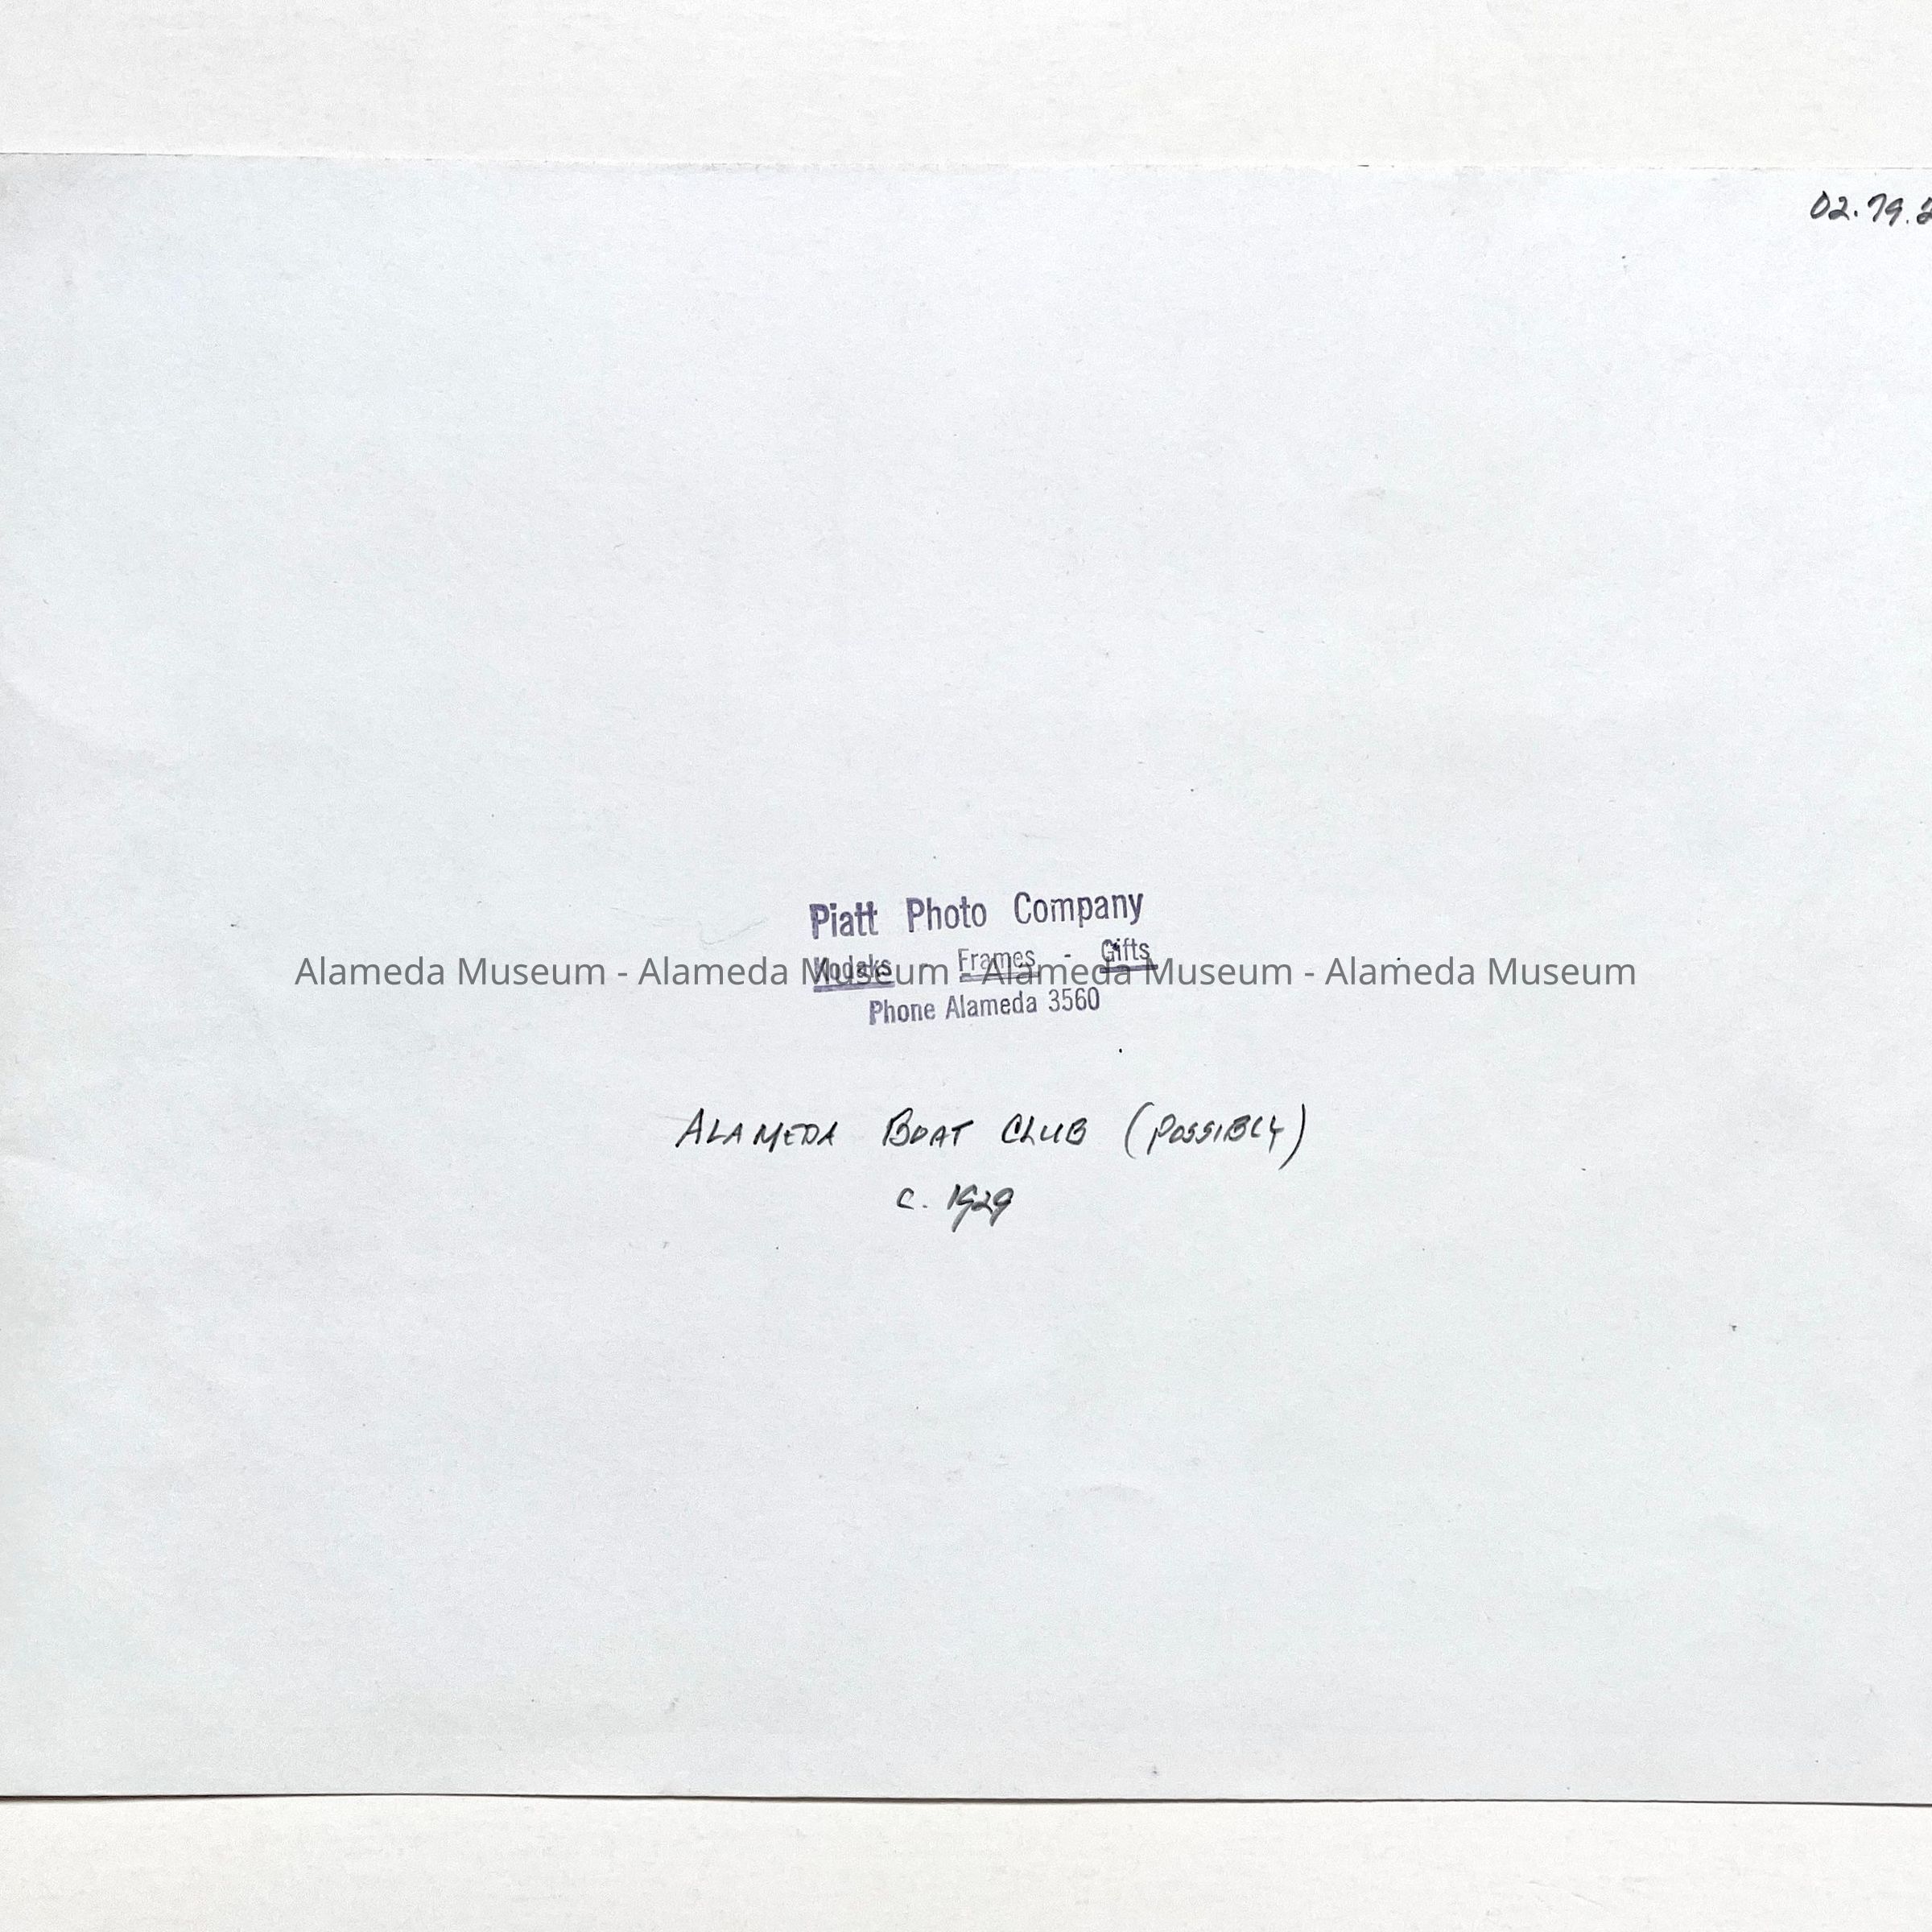 02.79.
Piatt Photo Company
Kodaks - Frames - Gifts
Alameda Museum - Alameda Museum - Alameda Museum - Alameda Museum
Phone Alameda 3560
ALAMEDA BOAT CLUB (POSSIBLY)
c. 1929